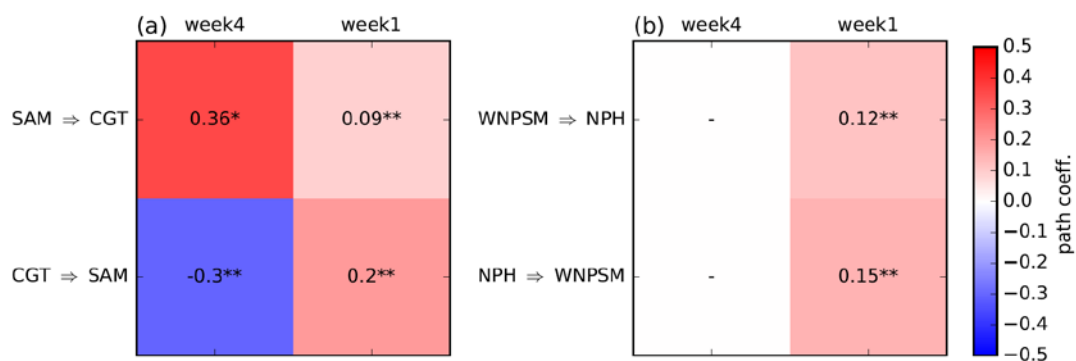 (a) week4 week1 (b) week4 week1
SAM ⇒ CGT 0.36* 0.09** WNPSM ⇒ NPH - 0.12**
CGT ⇒ SAM -0.3** 0.2** NPH ⇒ WNPSM - 0.15**
0.5
0.4
0.3
0.2
0.1
0.0
−0.1
−0.2
−0.3
−0.4
−0.5
path coeff.